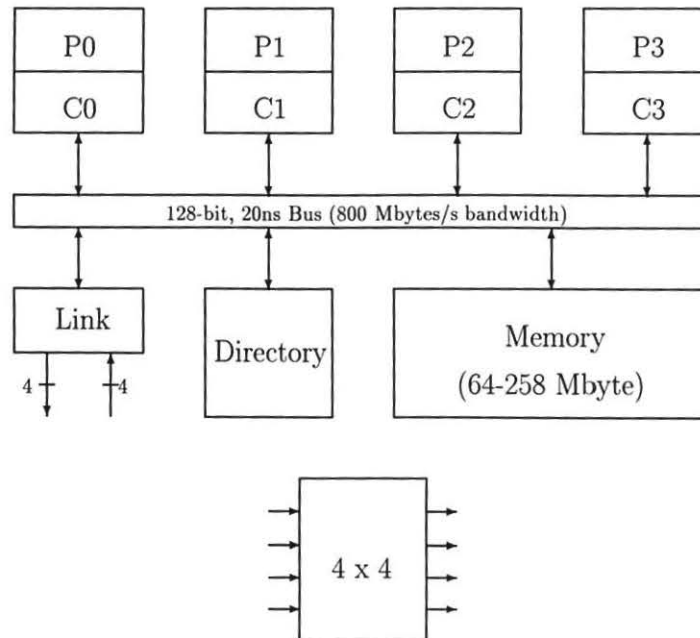 P0 P1 P2 P3
C0 C1 C2 C3
128-bit, 20ns Bus (800 Mbytes/s bandwidth)
Link
Directory
Memory
(64-258 Mbyte)
4 4
4 x 4